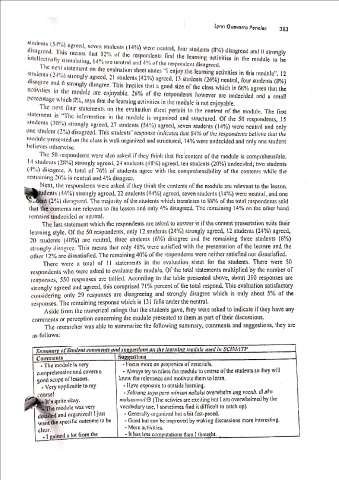 Lynn Guevarra Perales 383
students (54%) agreed, seven students (14%) were neutral, four students (8%) disagreed and 0 strongly
disagreed. This means that 82% of the respondents find the learning activities in the module to be
intellectually stimulating, 14% are neutral and 4% of the respondent disagreed.
The next statement on the evaluation sheet states "I enjoy the learning activities in this module". 12
students (24%) strongly agreed, 21 students (42%) agreed, 13 students (26%) neutral, four students (8%)
disagree and 0 strongly disagree. This implies that a good size of the class which is 66% agrees that the
activities in the module are enjoyable. 26% of the respondents however are undecided and a small
percentage which 8%, says that the learning activities in the module is not enjoyable.
The next four statements on the evaluation sheet pertain to the content of the module. The first
statement is "The information in the module is organized and structured. Of the 50 respondents, 15
students (30%) strongly agreed, 27 students (54%) agreed, seven students (14%) were neutral and only
one student (2%) disagreed. This students' response indicates that 84% of the respondents believe that the
module presented on the class is well organized and structured, 14% were undecided and only one student
believes otherwise.
The 50 respondents were also asked if they think that the content of the module is comprehensible.
14 students (28%) strongly agreed, 24 students (48%) agreed, ten students (20%) undecided, two students
(4%) disagree. A total of 76% of students agree with the comprehensibility of the contents while the
remaining 20% is neutral and 4% disagree.
Next, the respondents were asked if they think the contents of the module are relevant to the lesson.
students (44%) strongly agreed, 22 students (44%) agreed, seven students (14%) were neutral, and one
student (2%) disagreed. The majority of the students which translates to 88% of the total respondents said
that the contents are relevant to the lesson and only 4% disagreed. The remaining 14% on the other hand
remains undecided or neutral.
The last statement which the respondents are asked to answer is if the content presentation suits their
learning style. Of the 50 respondents, only 12 students (24%) strongly agreed, 12 students (24%) agreed,
20 students (40%) are neutral, three students (6%) disagree and the remaining three students (6%)
strongly disagree. This means that only 48% were satisfied with the presentation of the lesson and the
other 12% are dissatisfied. The remaining 40% of the respondents were neither satisfied nor dissatisfied.
There were a total of 11 statements in the evaluation sheet for the students. There were 50
respondents who were asked to evaluate the module. Of the total statements multiplied by the number of
responses, 550 responses are tallied. According to the table presented above, about 390 responses are
strongly agreed and agreed, this comprised 71% percent of the total respond. This evaluation satisfactory
considering only 29 responses are disagreeing and strongly disagree which is only about 5% of the
responses. The remaining response which is 131 falls under the neutral.
Aside from the numerical ratings that the students gave, they were asked to indicate if they have any
comments or perception concerning the module presented to them as part of their discussions.
The researcher was able to summarize the following summary, comments and suggestions, they are
as follows:
Summary of Student comments and suggestions on the learning module used in SCIMATP
Comments Suggestions
• The module is very • Focus more on properties of materials.
comprehensive and covers a • Always try to relate the module to course of the students so they will
good scope of lessons. know the relevance and motivate them to learn.
• Very applicable to my • Have exposure to outside learning.
course! • Sobrang saya pero minsan nakaka overwhelm ang vocab. di ako
• It's quite okay. makasunod ☹ (The activies are exciting but I am overwhelmed by the
• The module was very vocabulary use, I sometimes find it difficult to catch up)
detailed and organized! I just • Generally organized but a bit fast-paced.
want the specific outcome to be • Good but can be improved by making discussions more interesting.
clear. • More activities.
• I gained a lot from the • It has less computations than I thought.